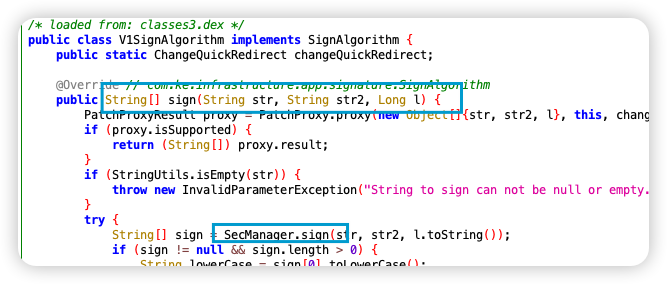 /* loaded from: classes3.dex */
public class V1SignAlgorithm implements SignAlgorithm {
public static ChangeQuickRedirect changeQuickRedirect;
@Override // com.ke.infrastructure.app.signature.SignAlgorithm
public String[] sign(String str, String str2, Long l) {
PatchProxyResult proxy = PatchProxy.proxy(new Object[]{str, str2, l}, this, chang
if (proxy.isSupported) {
return (String[]) proxy.result;
}
if (StringUtils.isEmpty(str)) {
throw new InvalidParameterException("String to sign can not be null or empty.
}
try {
String[] sign = SecManager.sign(str, str2, l.toString());
if (sign != null && sign.length > 0) {
String lowerCase = sign[0].toLowerCase();